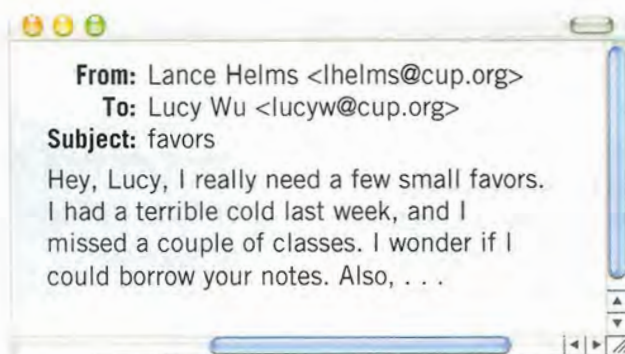 From: Lance Helms <lhelms@cup.org>
To: Lucy Wu <lucyw@cup.org>
Subject: favors
Hey, Lucy, I really need a few small favors.
I had a terrible cold last week, and I
missed a couple of classes. I wonder if I
could borrow your notes. Also, . . .